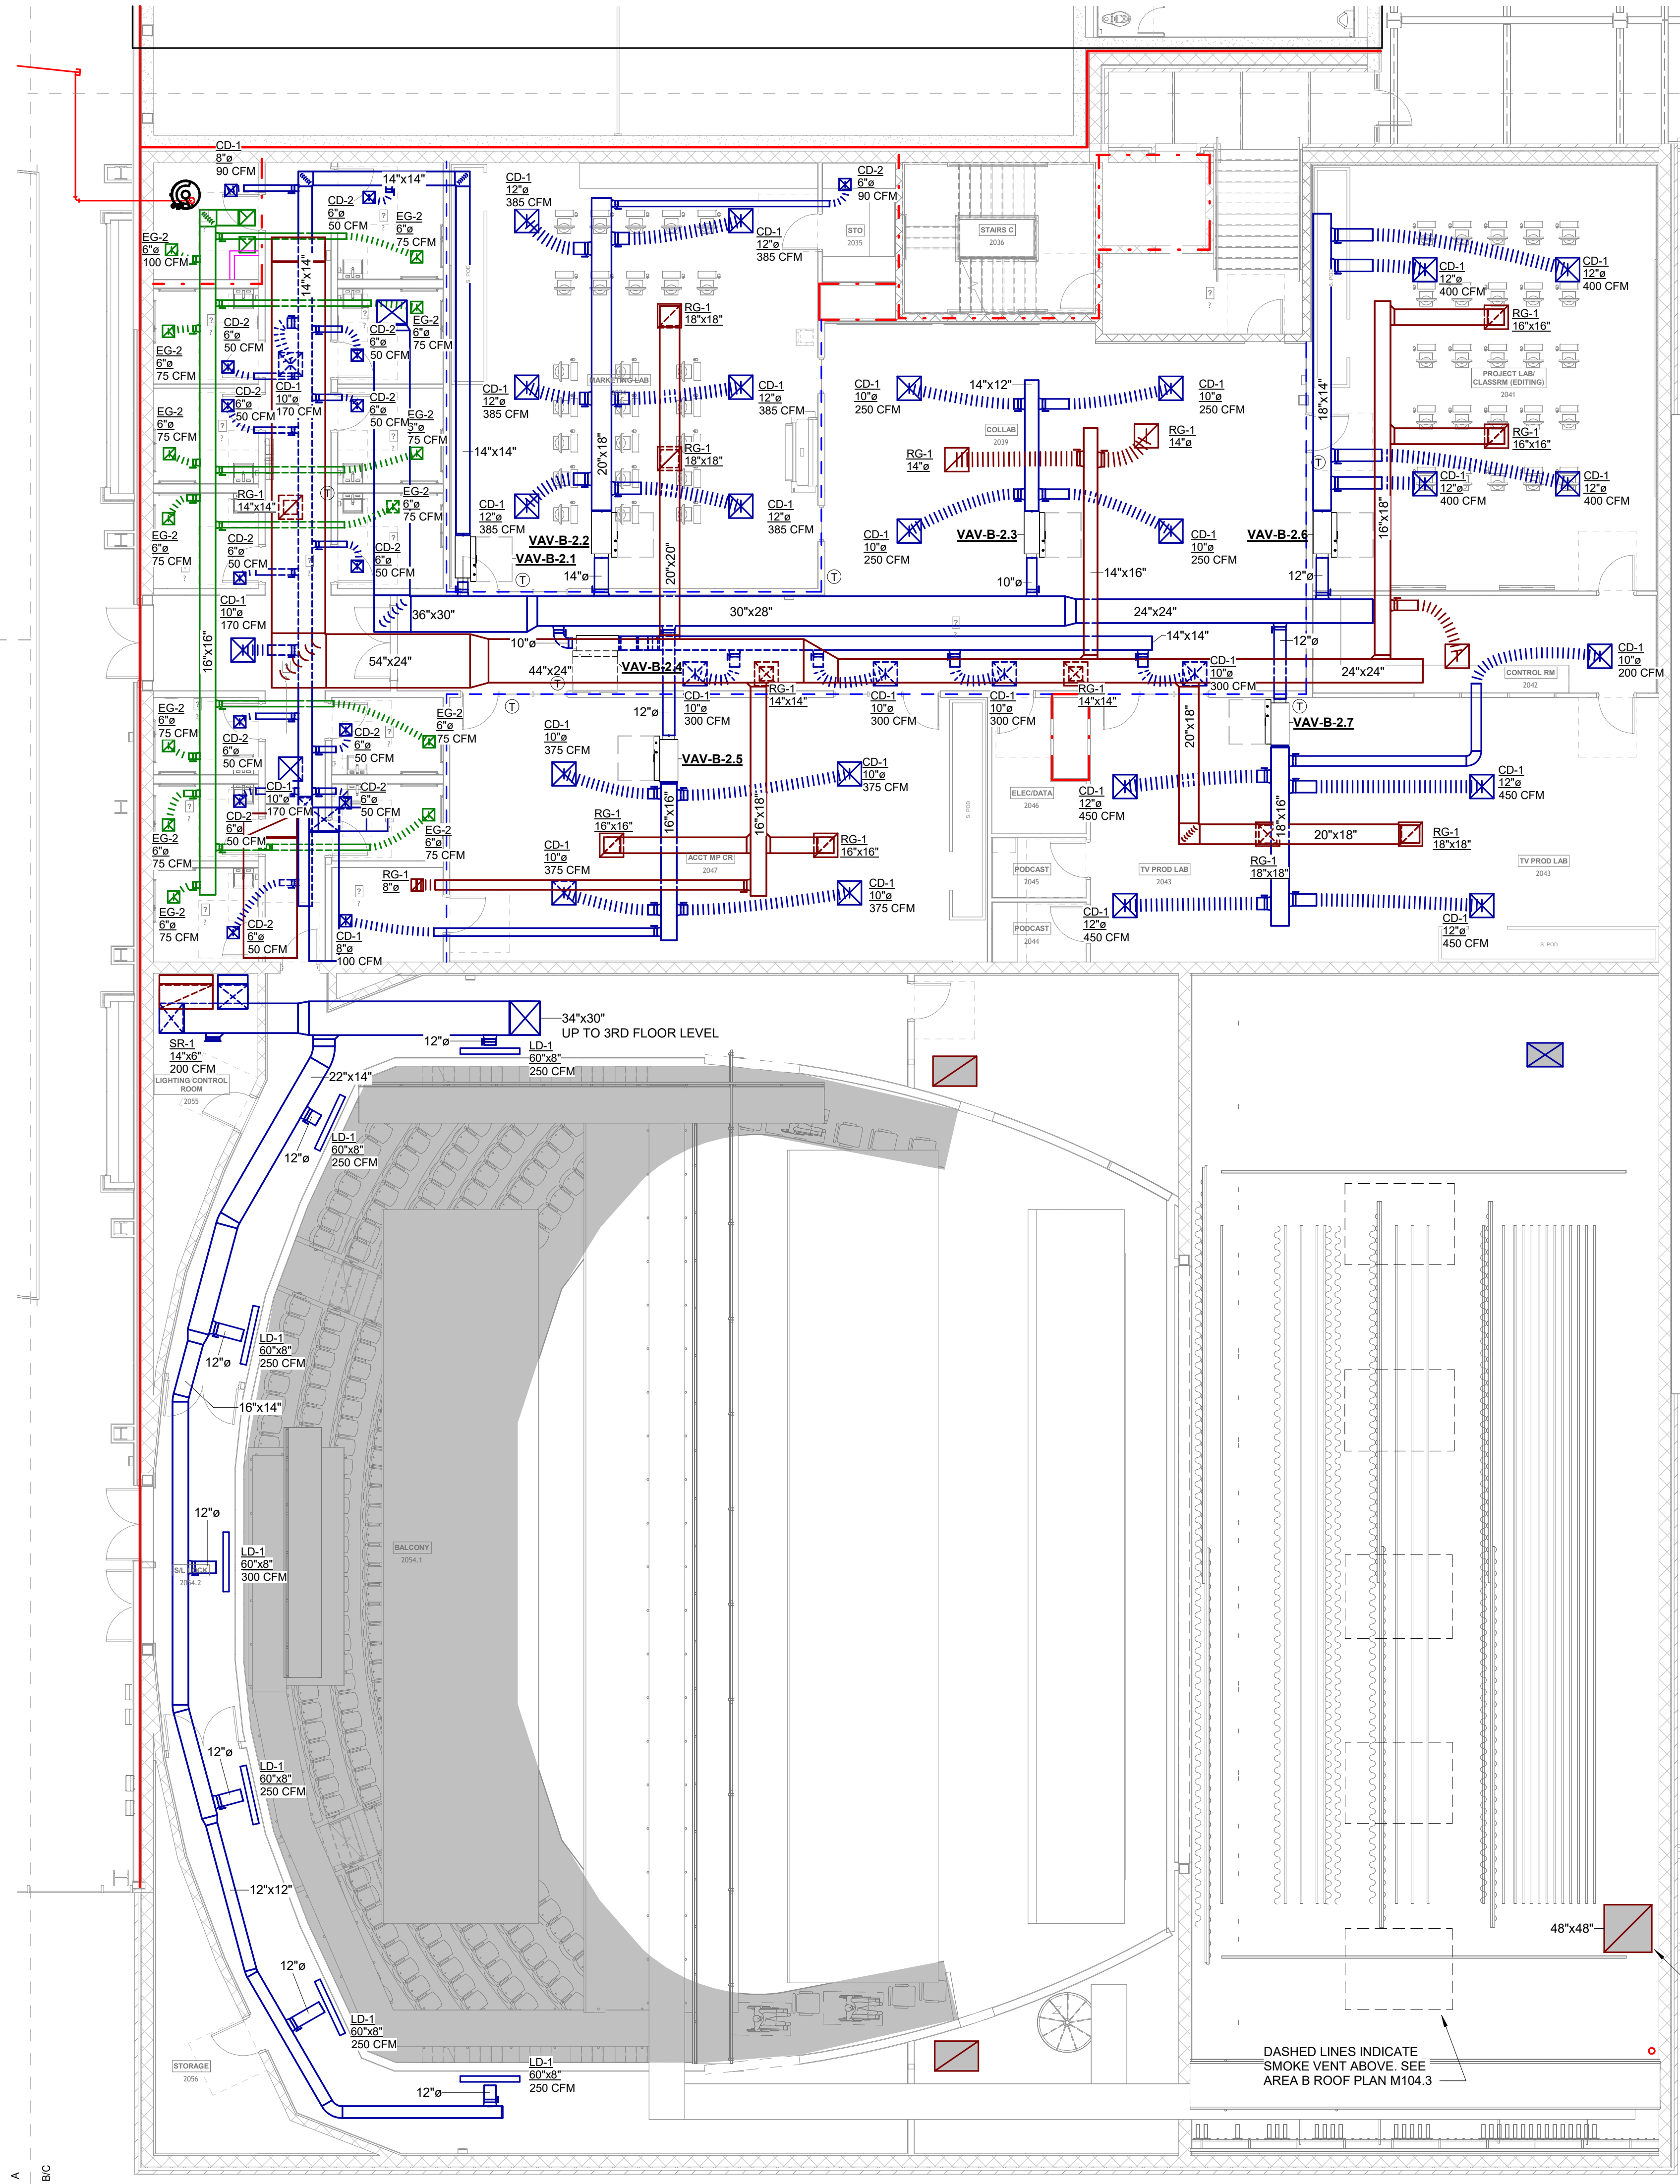 CD-1
8"ø
90 CFM
14"x14"
CD-2
6"ø
50 CFM
EG-2
6"ø
75 CFM
EG-2
6"ø
100 CFM
14"x14"
CD-1
12"ø
385 CFM
CD-1
12"ø
385 CFM
CD-2
6"ø
90 CFM
STO
2035
STAIRS C
2036
?
?
CD-1
12"ø
400 CFM
CD-1
12"ø
400 CFM
RG-1
16"x16"
PROJECT LAB/
CLASSRM (EDITING)
2041
RG-1
16"x16"
CD-1
12"ø
400 CFM
CD-1
12"ø
400 CFM
18"x14"
16"x18"
CD-2
6"ø
50 CFM
CD-2
6"ø
50 CFM
EG-2
6"ø
75 CFM
EG-2
6"ø
75 CFM
CD-2
6"ø
50 CFM
CD-1
10"ø
170 CFM
CD-2
6"ø
50 CFM
EG-2
6"ø
75 CFM
EG-2
6"ø
75 CFM
RG-1
14"x14"
T
EG-2
6"ø
75 CFM
EG-2
6"ø
75 CFM
CD-2
6"ø
50 CFM
CD-2
6"ø
50 CFM
CD-1
10"ø
170 CFM
16"x16"
RG-1
18"x18"
MARKETING LAB
CD-1
12"ø
385 CFM
CD-1
12"ø
385 CFM
20"x18"
RG-1
18"x18"
14"x14"
CD-1
12"ø
385 CFM
CD-1
12"ø
385 CFM
VAV-B-2.2
VAV-B-2.1
14"ø
T
20"x20"
T
CD-1
10"ø
250 CFM
14"x12"
CD-1
10"ø
250 CFM
COLLAB
2039
RG-1
14"ø
RG-1
14"ø
CD-1
10"ø
250 CFM
CD-1
10"ø
250 CFM
VAV-B-2.3
10"ø
14"x16"
VAV-B-2.6
12"ø
T
36"x30"
30"x28"
24"x24"
?
?
54"x24"
44"x24"
10"ø
VAV-B-2.4
T
14"x14"
12"ø
24"x24"
CONTROL RM
2042
CD-1
10"ø
200 CFM
CD-1
10"ø
300 CFM
RG-1
14"x14"
CD-1
10"ø
300 CFM
CD-1
10"ø
300 CFM
RG-1
14"x14"
CD-1
10"ø
300 CFM
T
T
VAV-B-2.7
EG-2
6"ø
75 CFM
CD-2
6"ø
50 CFM
CD-2
6"ø
50 CFM
EG-2
6"ø
75 CFM
CD-1
10"ø
170 CFM
CD-2
6"ø
50 CFM
CD-2
6"ø
50 CFM
EG-2
6"ø
75 CFM
EG-2
6"ø
75 CFM
EG-2
6"ø
75 CFM
CD-2
6"ø
50 CFM
CD-1
8"ø
100 CFM
RG-1
8"ø
12"ø
CD-1
10"ø
375 CFM
VAV-B-2.5
CD-1
10"ø
375 CFM
16"x16"
16"x18"
RG-1
16"x16"
RG-1
16"x16"
ACCT MP CR
2047
CD-1
10"ø
375 CFM
CD-1
10"ø
375 CFM
S. POD
ELEC/DATA
2046
PODCAST
2045
PODCAST
2044
20"x18"
CD-1
12"ø
450 CFM
CD-1
12"ø
450 CFM
18"x16"
20"x18"
RG-1
18"x18"
RG-1
18"x18"
TV PROD LAB
2043
TV PROD LAB
2043
CD-1
12"ø
450 CFM
CD-1
12"ø
450 CFM
S. POD
SR-1
14"x6"
200 CFM
LIGHTING CONTROL
ROOM
2055
34"x30"
UP TO 3RD FLOOR LEVEL
12"ø
LD-1
60"x8"
250 CFM
22"x14"
12"ø
LD-1
60"x8"
250 CFM
12"ø
LD-1
60"x8"
250 CFM
16"x14"
12"ø
LD-1
60"x8"
300 CFM
BALCONY
2054.1
12"ø
LD-1
60"x8"
250 CFM
12"x12"
12"ø
LD-1
60"x8"
250 CFM
STORAGE
2056
12"ø
LD-1
60"x8"
250 CFM
48"x48"
DASHED LINES INDICATE
SMOKE VENT ABOVE. SEE
AREA B ROOF PLAN M104.3
A
B/C